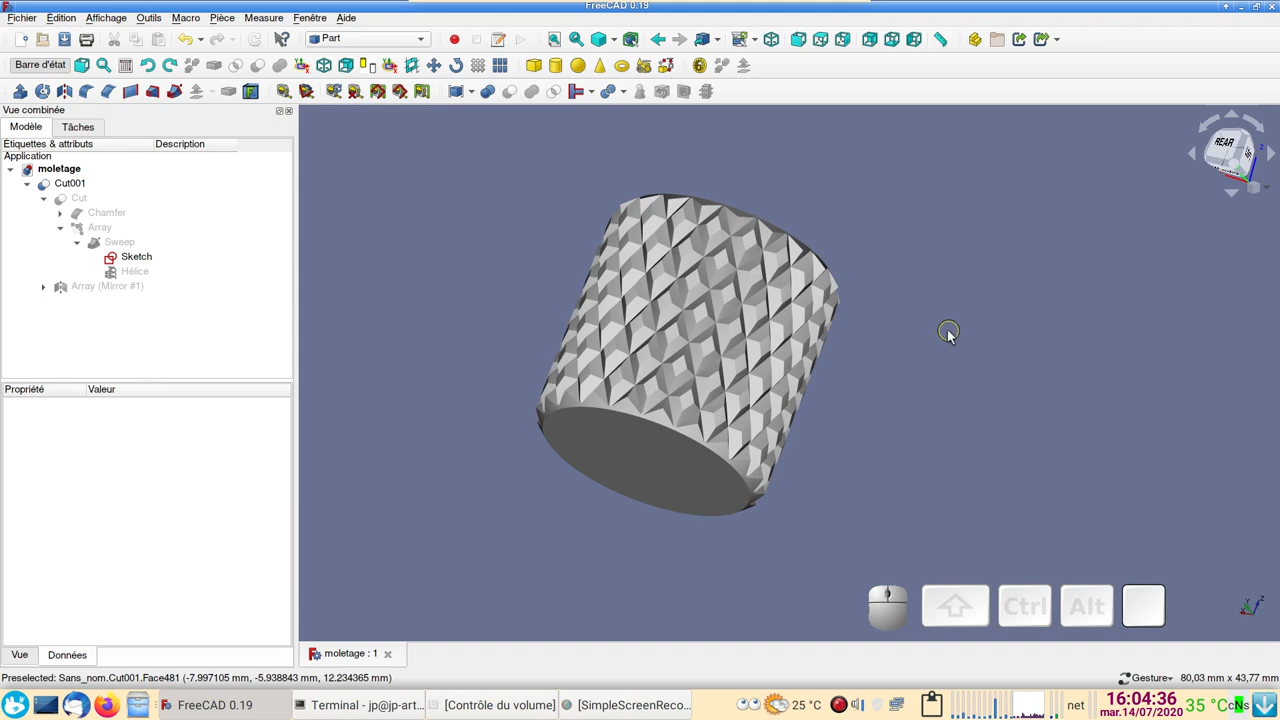 FreeCAD 0.19
Fichier Édition Affichage Outils Macro Pièce Measure Fenêtre Aide
Part
Barre d'état
Vue combinée
Modèle Tâches
Étiquettes & attributs Description
Application
moletage
Cut001
Cut
Chamfer
Array
Sweep
Sketch
Hélice
Array (Mirror #1)
Propriété Valeur
REAR
Ctrl Alt
Vue Données
moletage : 1
Preselected: Sans_nom.Cut001.Face481 (-7.997105 mm, -5.938843 mm, 12.234365 mm)
Gesture 80,03 mm x 43,77 mm
FreeCAD 0.19 Terminal - jp@jp-art... [Contrôle du volume] [SimpleScreenReco... 25 °C net 16:04:36 35 °C
mar.14/07/2020